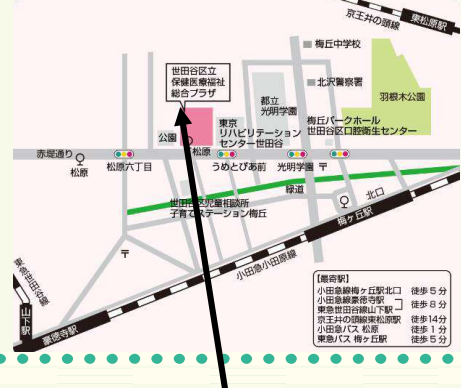 京王井の頭線
東松原駅
梅丘中学校
世田谷区立
保健医療福祉
総合プラザ
北沢警察署
羽根木公園
都立
光明学園
梅丘パークホール
世田谷区口腔衛生センター
東京
リハビリテーション
センター世田谷
公園
松原
赤堤通り
松原
松原六丁目
うめとぴあ前
光明学園
〒
緑道
北口
世田谷区児童相談所
子育てステーション梅丘
梅ヶ丘駅
〒
小田急小田原線
東急世田谷線
山下駅
豪徳寺駅
【最寄駅】
小田急線梅ヶ丘駅北口 徒歩5分
小田急線豪徳寺駅
東急世田谷線山下駅 徒歩8分
京王井の頭線東松原駅 徒歩14分
小田急バス 松原 徒歩1分
東急バス 梅ヶ丘駅 徒歩5分